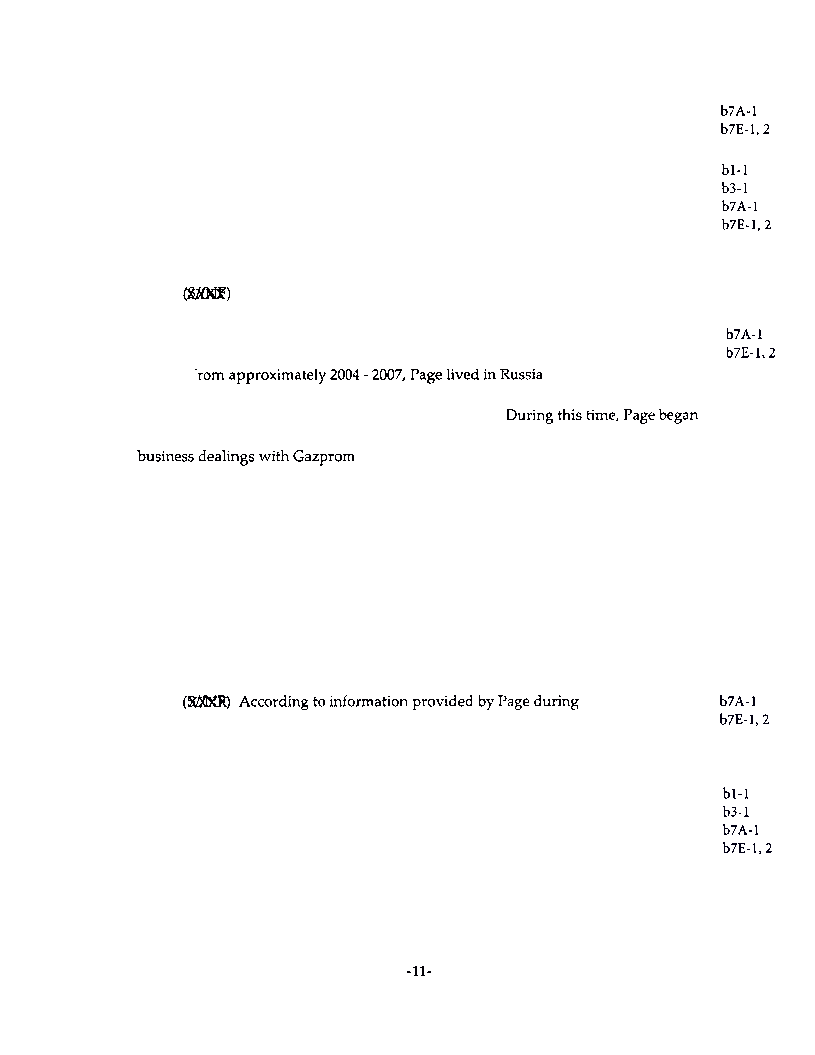 b7A-1
b7E-1, 2
b1-1
b3-1
b7A-1
b7E-1, 2
b7A-1
b7E-1, 2
rom approximately 2004 - 2007, Page lived in Russia
During this time, Page began
business dealings with Gazprom
According to information provided by Page during b7A-1
b7E-1, 2
b1-1
b3-1
b7A-1
b7E-1, 2
-11-